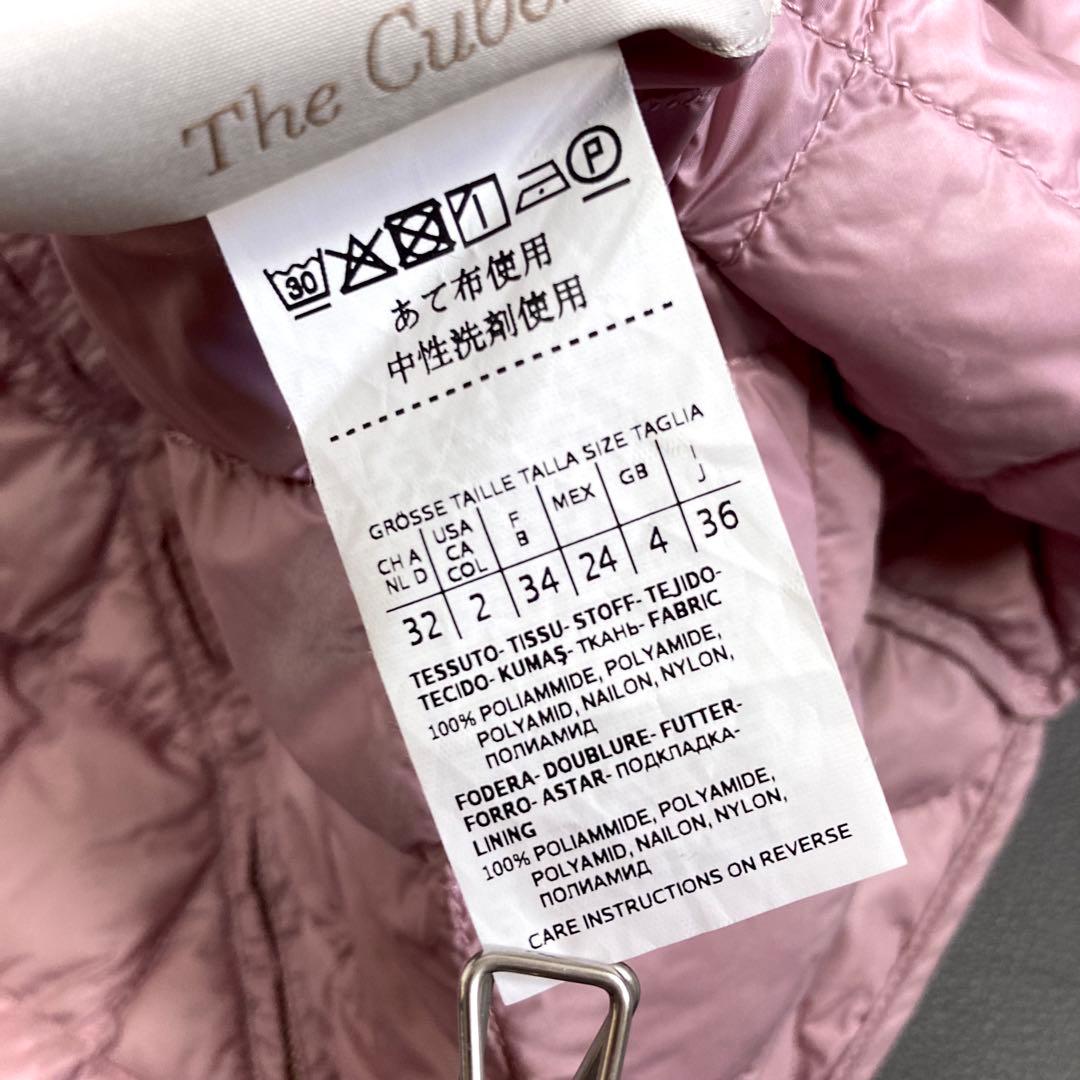 The Cube
30 P
あて布使用
中性洗剤使用
GRÖSSE TAILLE TALLA SIZE TAGLIA
CH A NL D USA CA COL F B MEX GB I J
32 2 34 24 4 36
TESSUTO- TISSU- STOFF- TEJIDO-
TECIDO- KUMAŞ- ТКАНЬ- FABRIC
100% POLIAMMIDE, POLYAMIDE,
POLYAMID, NAILON, NYLON,
ПОЛИАМИД
FODERA- DOUBLURE- FUTTER-
FORRO- ASTAR- ПОДКЛАДКА-
LINING
100% POLIAMMIDE, POLYAMIDE,
POLYAMID, NAILON, NYLON,
ПОЛИАМИД
CARE INSTRUCTIONS ON REVERSE